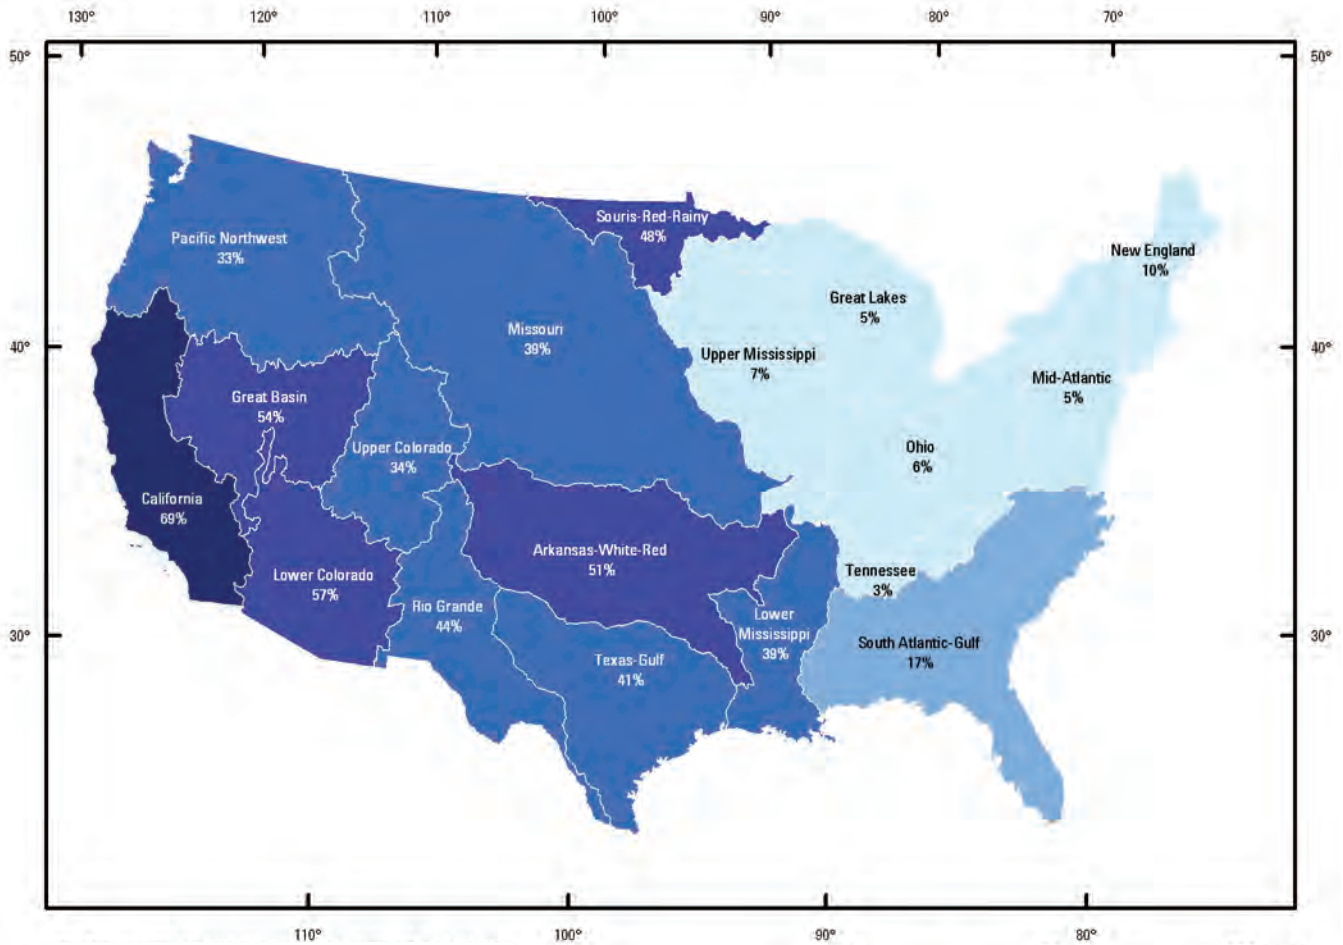 130°
120°
110°
100°
90°
80°
70°
50°
50°
Souris-Red-Rainy
48%
Pacific Northwest
33%
New England
10%
Great Lakes
5%
Missouri
39%
40°
40°
Upper Mississippi
7%
Mid-Atlantic
5%
Great Basin
54%
Upper Colorado
34%
Ohio
6%
California
69%
Arkansas-White-Red
51%
Lower Colorado
57%
Tennessee
3%
Rio Grande
44%
Lower
Mississippi
39%
30°
30°
South Atlantic-Gulf
17%
Texas-Gulf
41%
110°
100°
90°
80°